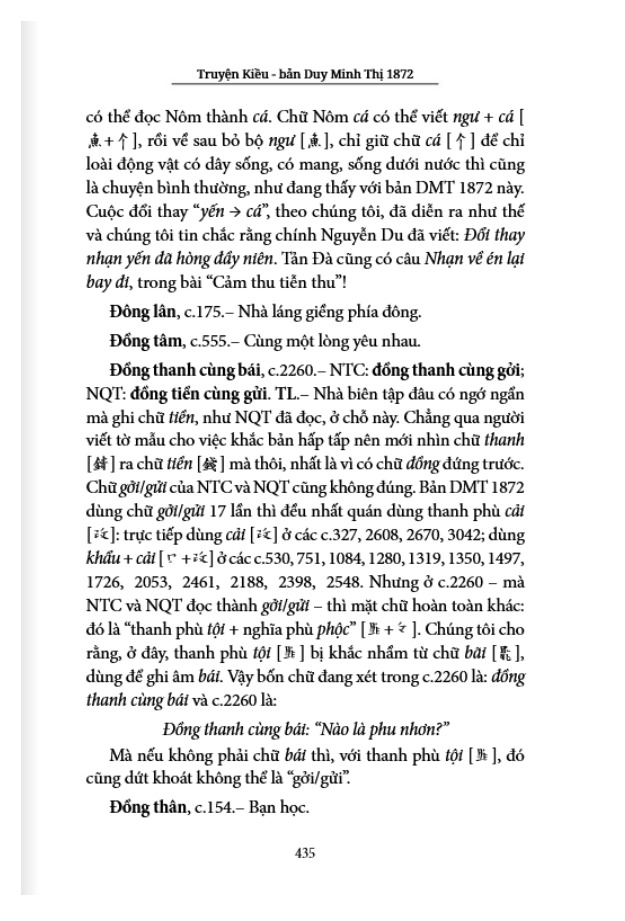 Truyện Kiều - bản Duy Minh Thị 1872
có thể đọc Nôm thành cá. Chữ Nôm cá có thể viết ngư + cá [
+ 个], rồi về sau bỏ bộ ngư [ ], chỉ giữ chữ cá [个] để chỉ
loài động vật có dây sống, có mang, sống dưới nước thì cũng
là chuyện bình thường, như đang thấy với bản DMT 1872 này.
Cuộc đổi thay “yến → cá”, theo chúng tôi, đã diễn ra như thế
và chúng tôi tin chắc rằng chính Nguyễn Du đã viết: Đổi thay
nhạn yến đã hòng đầy niên. Tản Đà cũng có câu Nhạn về én lại
bay đi, trong bài “Cảm thu tiễn thu”!
Đông lân, c.175.– Nhà láng giềng phía đông.
Đồng tâm, c.555.– Cùng một lòng yêu nhau.
Đồng thanh cùng bái, c.2260.– NTC: đồng thanh cùng gởi;
NQT: đồng tiền cùng gửi. TL.– Nhà biên tập đâu có ngớ ngẩn
mà ghi chữ tiền, như NQT đã đọc, ở chỗ này. Chẳng qua người
viết tờ mẫu cho việc khắc bản hấp tấp nên mới nhìn chữ thanh
[ ] ra chữ tiền [錢] mà thôi, nhất là vì có chữ đồng đứng trước.
Chữ gởi/gửi của NTC và NQT cũng không đúng. Bản DMT 1872
dùng chữ gởi/gửi 17 lần thì đều nhất quán dùng thanh phù cải
[改]: trực tiếp dùng cải [改] ở các c.327, 2608, 2670, 3042; dùng
khẩu + cải [ +改] ở các c.530, 751, 1084, 1280, 1319, 1350, 1497,
1726, 2053, 2461, 2188, 2398, 2548. Nhưng ở c.2260 – mà
NTC và NQT đọc thành gởi/gửi – thì mặt chữ hoàn toàn khác:
đó là “thanh phù tội + nghĩa phù phộc” [ + ]. Chúng tôi cho
rằng, ở đây, thanh phù tội [ ] bị khắc nhầm từ chữ bãi [ ],
dùng để ghi âm bái. Vậy bốn chữ đang xét trong c.2260 là: đồng
thanh cùng bái và c.2260 là:
Đồng thanh cùng bái: “Nào là phu nhơn?”
Mà nếu không phải chữ bái thì, với thanh phù tội [ ], đó
cũng dứt khoát không thể là “gởi/gửi”.
Đồng thân, c.154.– Bạn học.
435